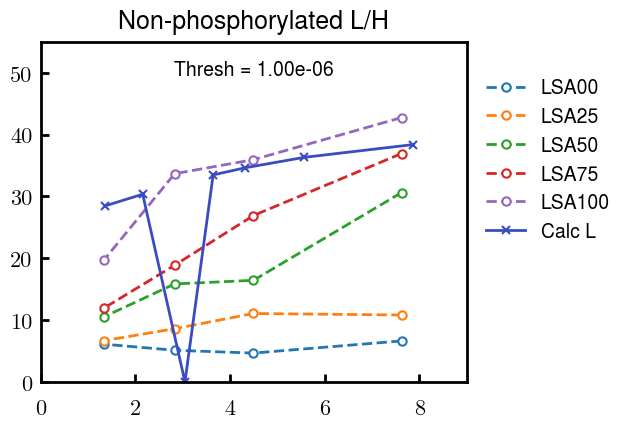 Non-phosphorylated L/H
Thresh = 1.00e-06
50
40
30
20
10
0
0 2 4 6 8
LSA00
LSA25
LSA50
LSA75
LSA100
Calc L